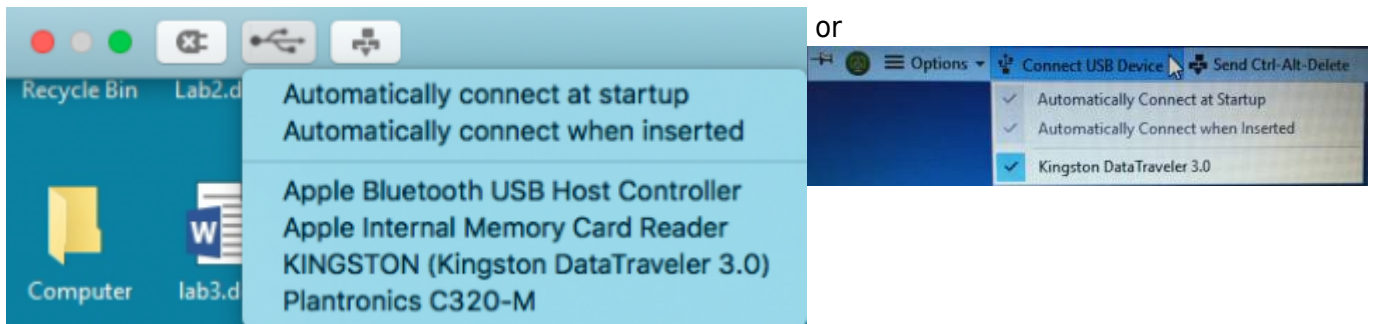 or
Recycle Bin
Lab2.d
Automatically connect at startup
Automatically connect when inserted
Apple Bluetooth USB Host Controller
Apple Internal Memory Card Reader
KINGSTON (Kingston DataTraveler 3.0)
Plantronics C320-M
Computer
lab3.d
W
Options
Connect USB Device
Send Ctrl-Alt-Delete
Automatically Connect at Startup
Automatically Connect when Inserted
Kingston DataTraveler 3.0